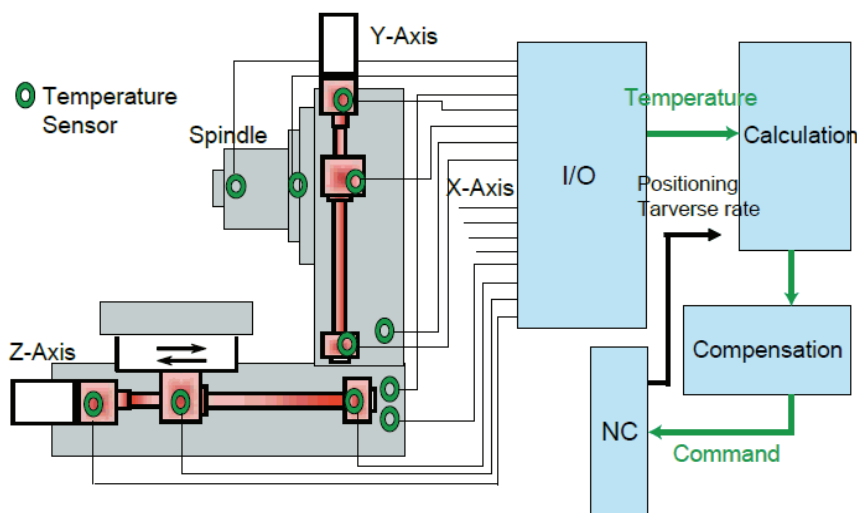 Y-Axis
Temperature
Sensor
Spindle
X-Axis
Z-Axis
I/O
Temperature
Calculation
Positioning
Tarverse rate
Compensation
NC
Command